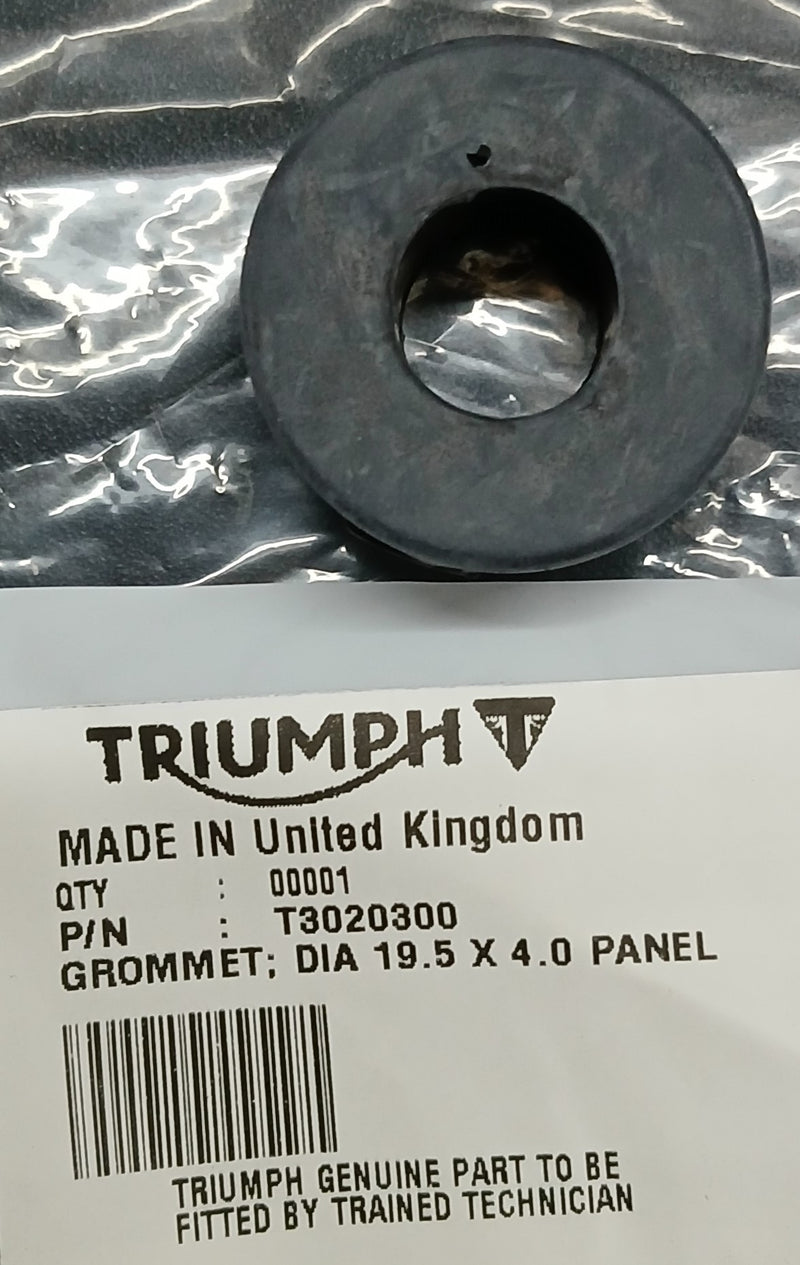 TRIUMPH T
MADE IN United Kingdom
QTY : 00001
P/N : T3020300
GROMMET; DIA 19.5 X 4.0 PANEL
TRIUMPH GENUINE PART TO BE
FITTED BY TRAINED TECHNICIAN